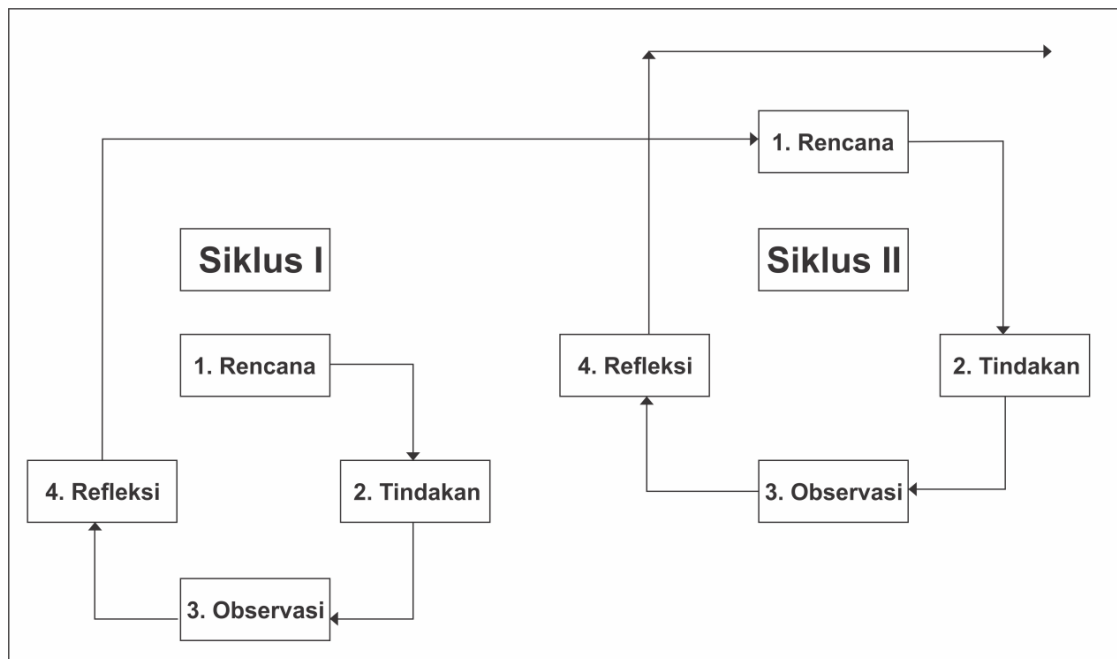 Siklus I
1. Rencana
2. Tindakan
3. Observasi
4. Refleksi
Siklus II
1. Rencana
2. Tindakan
3. Observasi
4. Refleksi